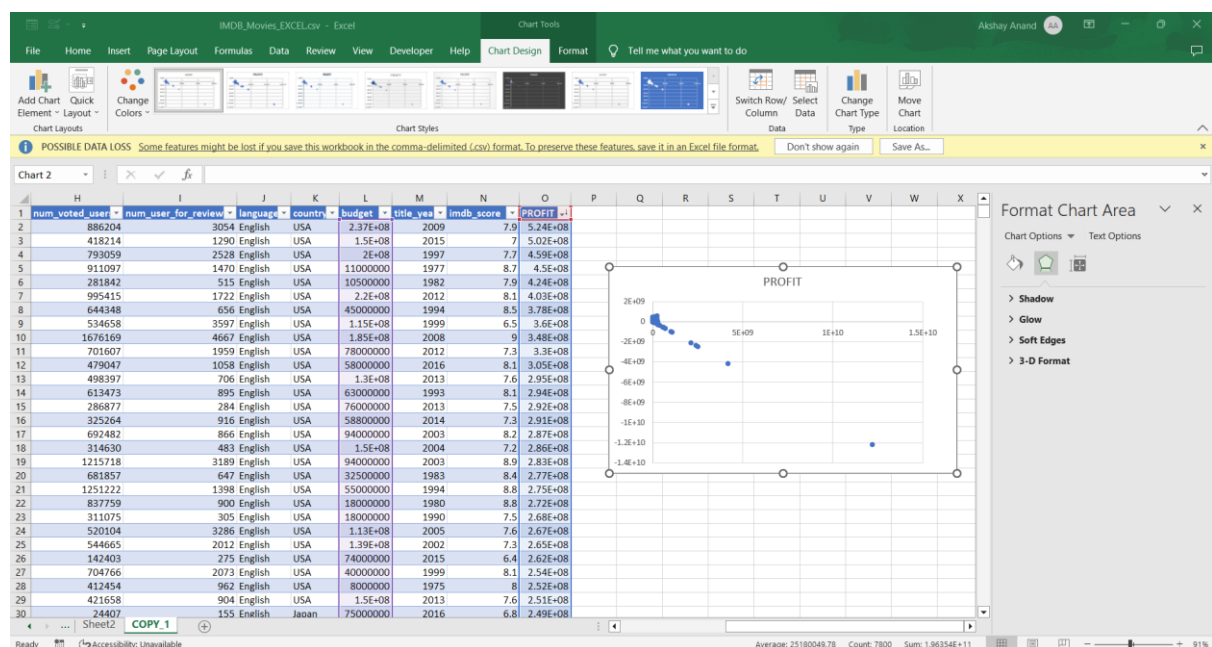 IMDB_Movies_EXCEL.csv - Excel Chart Tools Akshay Anand AA
File Home Insert Page Layout Formulas Data Review View Developer Help Chart Design Format Tell me what you want to do
Add Chart Element Quick Layout Change Colors Switch Row/ Column Select Data Change Chart Type Move Chart
Chart Layouts Chart Styles Data Type Location
POSSIBLE DATA LOSS Some features might be lost if you save this workbook in the comma-delimited (.csv) format. To preserve these features, save it in an Excel file format. Don't show again Save As...
Chart 2 fx
H I J K L M N O P Q R S T U V W X
1 num_voted_user num_user_for_review language country budget title_yea imdb_score PROFIT
2 886204 3054 English USA 2.37E+08 2009 7.9 5.24E+08
3 418214 1290 English USA 1.5E+08 2015 7 5.02E+08
4 793059 2528 English USA 2E+08 1997 7.7 4.59E+08
5 911097 1470 English USA 11000000 1977 8.7 4.5E+08
6 281842 515 English USA 10500000 1982 7.9 4.24E+08
7 995415 1722 English USA 2.2E+08 2012 8.1 4.03E+08
8 644348 656 English USA 45000000 1994 8.5 3.78E+08
9 534658 3597 English USA 1.15E+08 1999 6.5 3.6E+08
10 1676169 4667 English USA 1.85E+08 2008 9 3.48E+08
11 701607 1959 English USA 78000000 2012 7.3 3.3E+08
12 479047 1058 English USA 58000000 2016 8.1 3.05E+08
13 498397 706 English USA 1.3E+08 2013 7.6 2.95E+08
14 613473 895 English USA 63000000 1993 8.1 2.94E+08
15 286877 284 English USA 76000000 2013 7.5 2.92E+08
16 325264 916 English USA 58800000 2014 7.3 2.91E+08
17 692482 866 English USA 94000000 2003 8.2 2.87E+08
18 314630 483 English USA 1.5E+08 2004 7.2 2.86E+08
19 1215718 3189 English USA 94000000 2003 8.9 2.83E+08
20 681857 647 English USA 32500000 1983 8.4 2.77E+08
21 1251222 1398 English USA 55000000 1994 8.8 2.75E+08
22 837759 900 English USA 18000000 1980 8.8 2.72E+08
23 311075 305 English USA 18000000 1990 7.5 2.68E+08
24 520104 3286 English USA 1.13E+08 2005 7.6 2.67E+08
25 544665 2012 English USA 1.39E+08 2002 7.3 2.65E+08
26 142403 275 English USA 74000000 2015 6.4 2.62E+08
27 704766 2073 English USA 40000000 1999 8.1 2.54E+08
28 412454 962 English USA 8000000 1975 8 2.52E+08
29 421658 904 English USA 1.5E+08 2013 7.6 2.51E+08
30 24407 155 English Japan 75000000 2016 6.8 2.49E+08
PROFIT
2E+09
0
0 5E+09 1E+10 1.5E+10
-2E+09
-4E+09
-6E+09
-8E+09
-1E+10
-1.2E+10
-1.4E+10
Format Chart Area
Chart Options Text Options
Shadow
Glow
Soft Edges
3-D Format
... Sheet2 COPY_1
Ready Accessibility: Unavailable Average: 25180049.78 Count: 7800 Sum: 1.96354E+11 91%